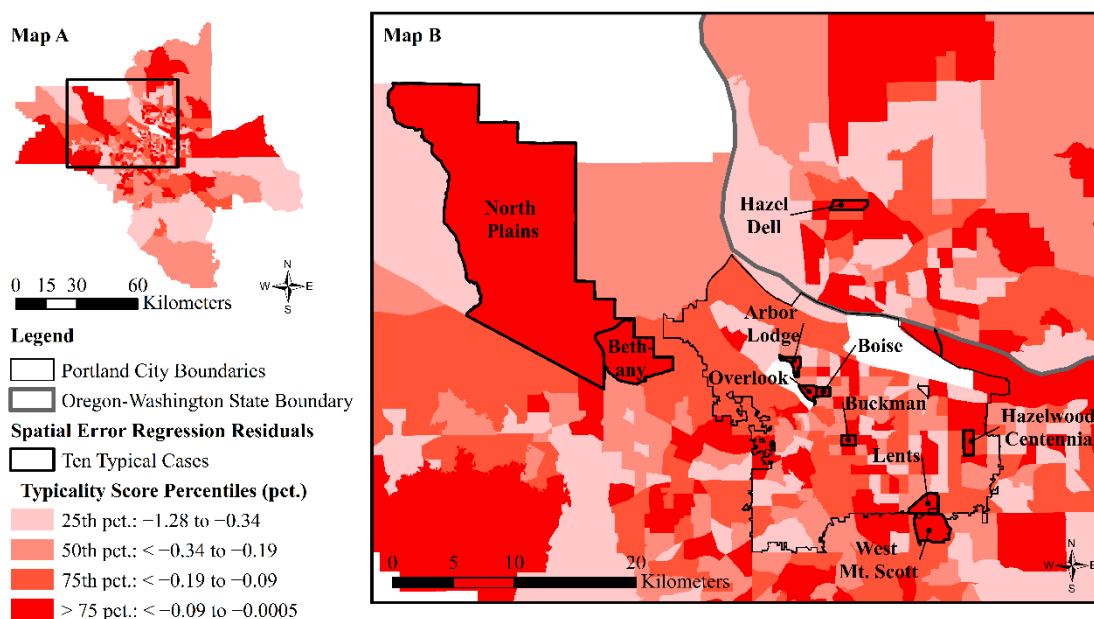 Map A
N
W E
S
0 15 30 60
Kilometers
Legend
Portland City Boundaries
Oregon-Washington State Boundary
Spatial Error Regression Residuals
Ten Typical Cases
Typicality Score Percentiles (pct.)
25th pct.: −1.28 to −0.34
50th pct.: < −0.34 to −0.19
75th pct.: < −0.19 to −0.09
> 75 pct.: < −0.09 to −0.0005
Map B
North
Plains
Hazel
Dell
Beth-
any
Arbor
Lodge
Boise
Overlook
Buckman
Hazelwood
Centennia
Lents
West
Mt. Scott
0 10 20
Kilometers
N
W E
S